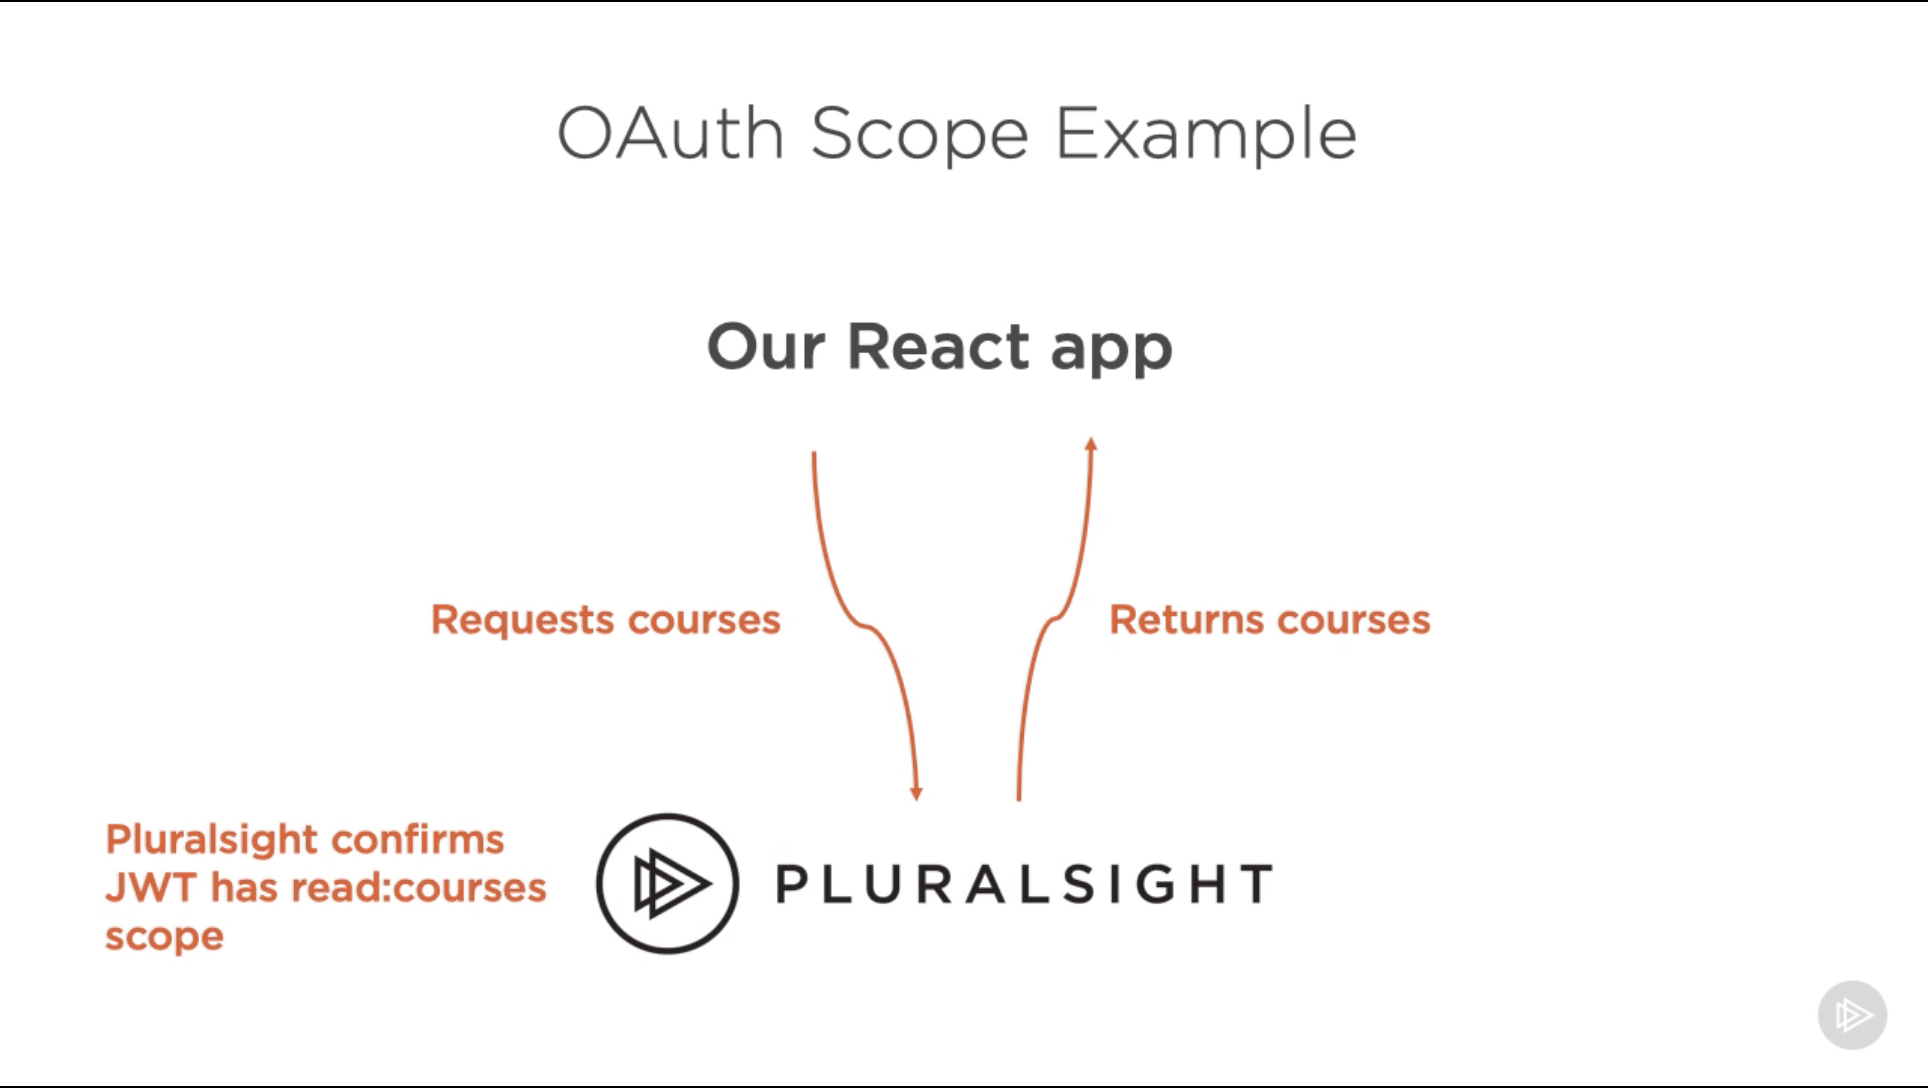 OAuth Scope Example
Our React app
Requests courses
Returns courses
Pluralsight confirms
JWT has read:courses
scope
PLURALSIGHT